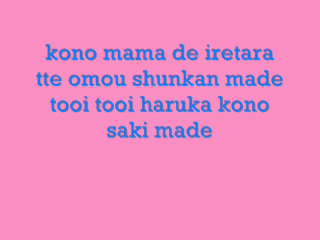 kono mama de iretara
tte omou shunkan made
tooi tooi haruka kono
saki made